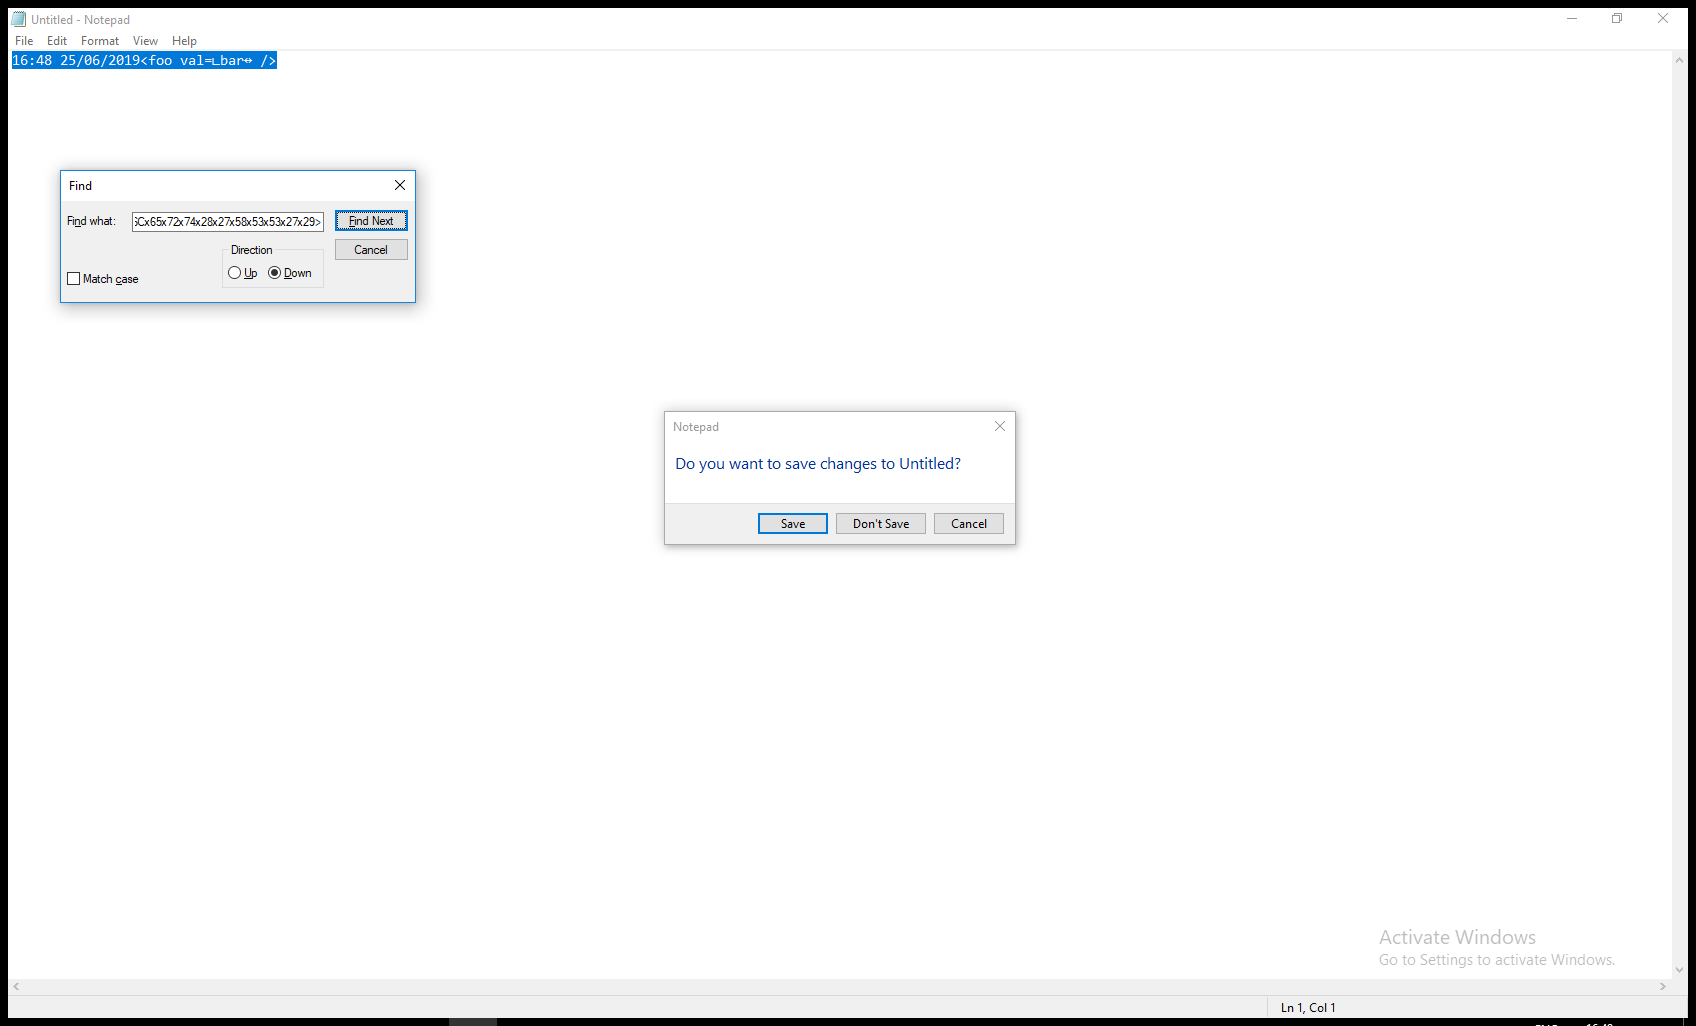 Untitled - Notepad
File Edit Format View Help
16:48 25/06/2019<foo val=∟bar↔ />
Find
Find what: Cx65x72x74x28x27x58x53x53x27x29> Find Next
Direction Cancel
Up Down
Match case
Notepad
Do you want to save changes to Untitled?
Save Don't Save Cancel
Activate Windows
Go to Settings to activate Windows.
Ln 1, Col 1